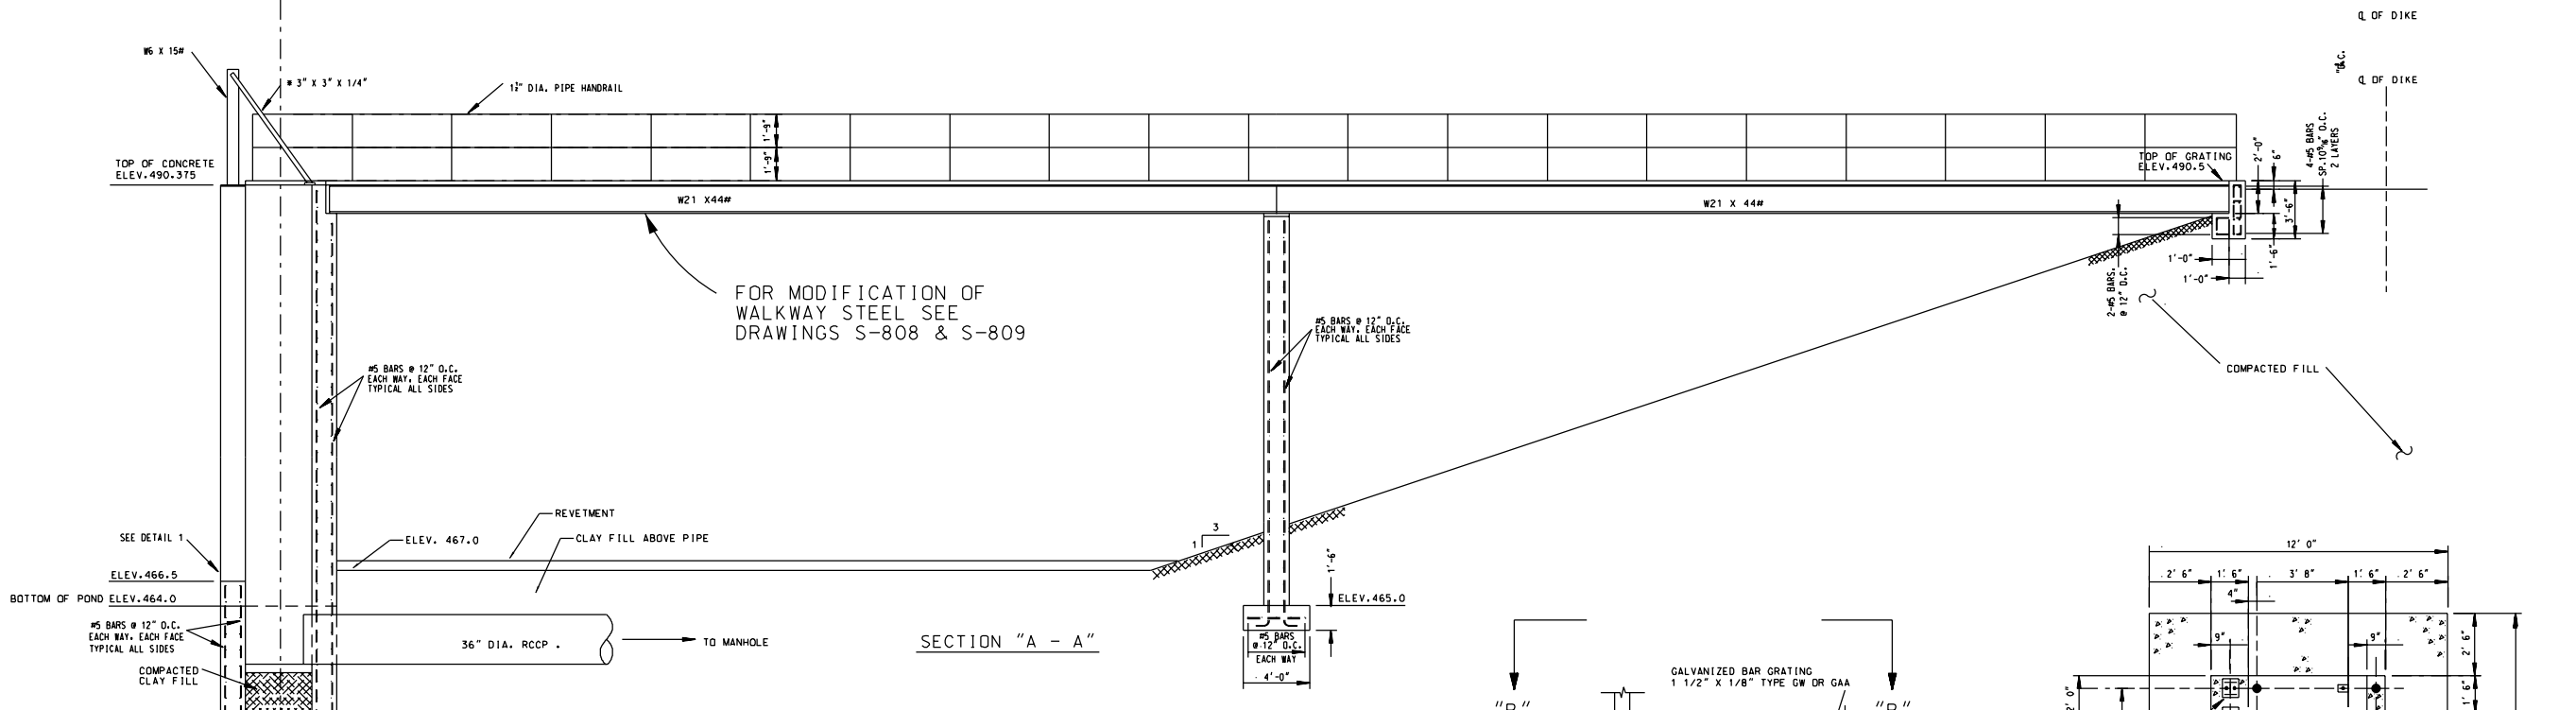 ℄ OF DIKE
W6 X 15#
* 3" X 3" X 1/4"
1½" DIA. PIPE HANDRAIL
℄ OF DIKE
1'-9"
1'-9"
TOP OF CONCRETE
ELEV.490.375
TOP OF GRATING
ELEV.490.5
2'-0"
6"
3'-6"
4-#5 BARS
2 LAYERS
W21 X44#
W21 X 44#
1'-0"
1'-0"
1'-6"
2-#5 BARS.
@ 12" O.C.
FOR MODIFICATION OF
WALKWAY STEEL SEE
DRAWINGS S-808 & S-809
#5 BARS @ 12" O.C.
EACH WAY, EACH FACE
TYPICAL ALL SIDES
#5 BARS @ 12" O.C.
EACH WAY, EACH FACE
TYPICAL ALL SIDES
COMPACTED FILL
REVETMENT
SEE DETAIL 1
ELEV. 467.0
CLAY FILL ABOVE PIPE
3
1
ELEV.466.5
BOTTOM OF POND ELEV.464.0
1'-6"
ELEV.465.0
#5 BARS @ 12" O.C.
EACH WAY, EACH FACE
TYPICAL ALL SIDES
36" DIA. RCCP .
TO MANHOLE
SECTION "A - A"
#5 BARS
@ 12" O.C.
EACH WAY
4'-0"
COMPACTED
CLAY FILL
GALVANIZED BAR GRATING
1 1/2" X 1/8" TYPE GW OR GAA
12' 0"
2' 6"
1' 6"
3' 8"
1' 6"
2' 6"
4"
9"
9"
2' 6"
1' 6"